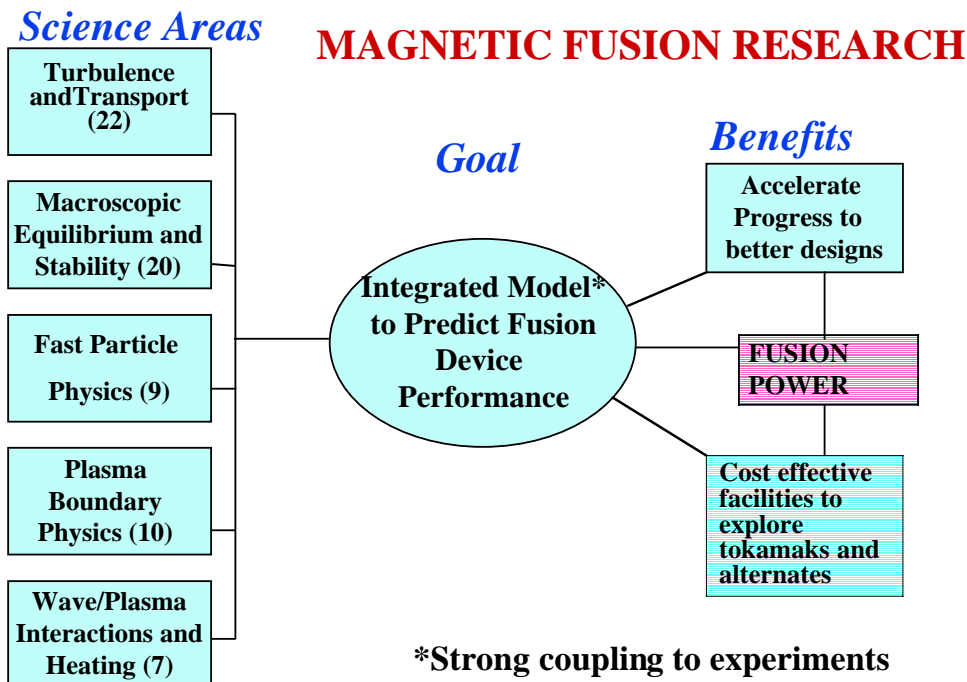 Science Areas
MAGNETIC FUSION RESEARCH
Turbulence
andTransport
(22)
Macroscopic
Equilibrium and
Stability (20)
Fast Particle
Physics (9)
Plasma
Boundary
Physics (10)
Wave/Plasma
Interactions and
Heating (7)
Goal
Integrated Model*
to Predict Fusion
Device
Performance
Benefits
Accelerate
Progress to
better designs
FUSION
POWER
Cost effective
facilities to
explore
tokamaks and
alternates
*Strong coupling to experiments